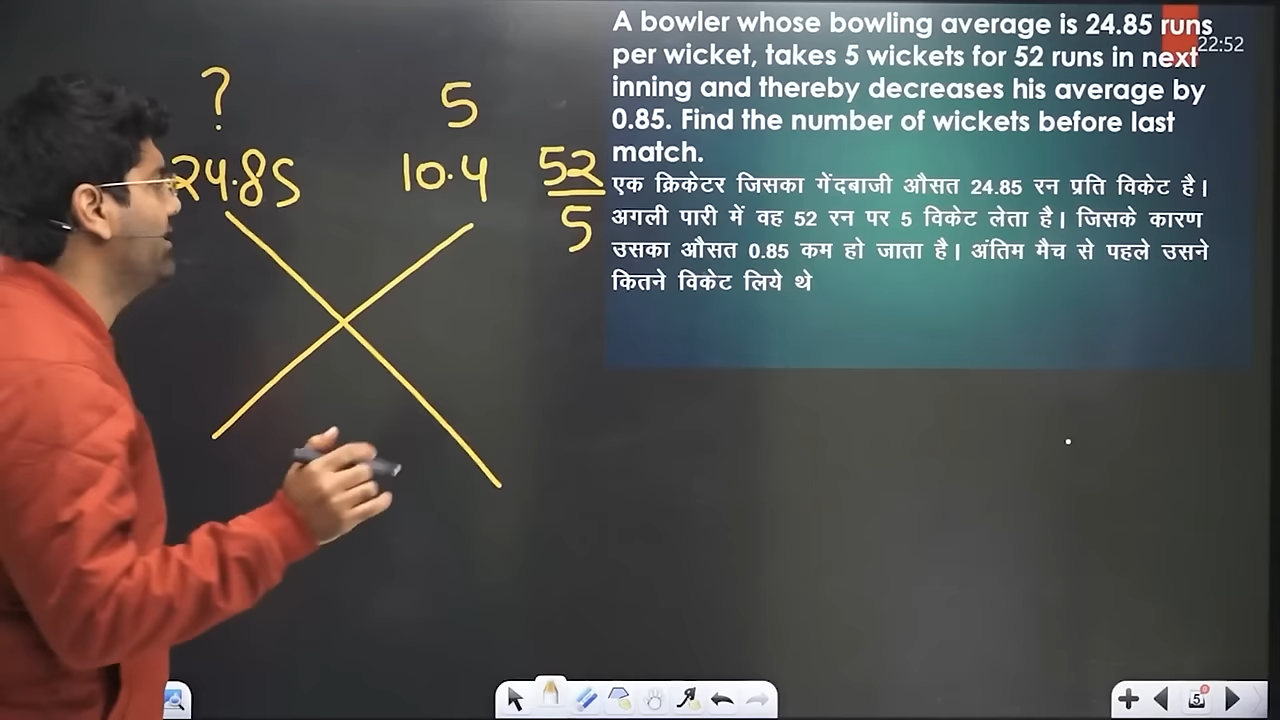 A bowler whose bowling average is 24.85 runs
per wicket, takes 5 wickets for 52 runs in next
inning and thereby decreases his average by
0.85. Find the number of wickets before last
match.
एक क्रिकेटर जिसका गेंदबाजी औसत 24.85 रन प्रति विकेट है।
अगली पारी में वह 52 रन पर 5 विकेट लेता है। जिसके कारण
उसका औसत 0.85 कम हो जाता है। अंतिम मैच से पहले उसने
कितने विकेट लिये थे
22:52
? 5
24.85 10.4 52
5
5